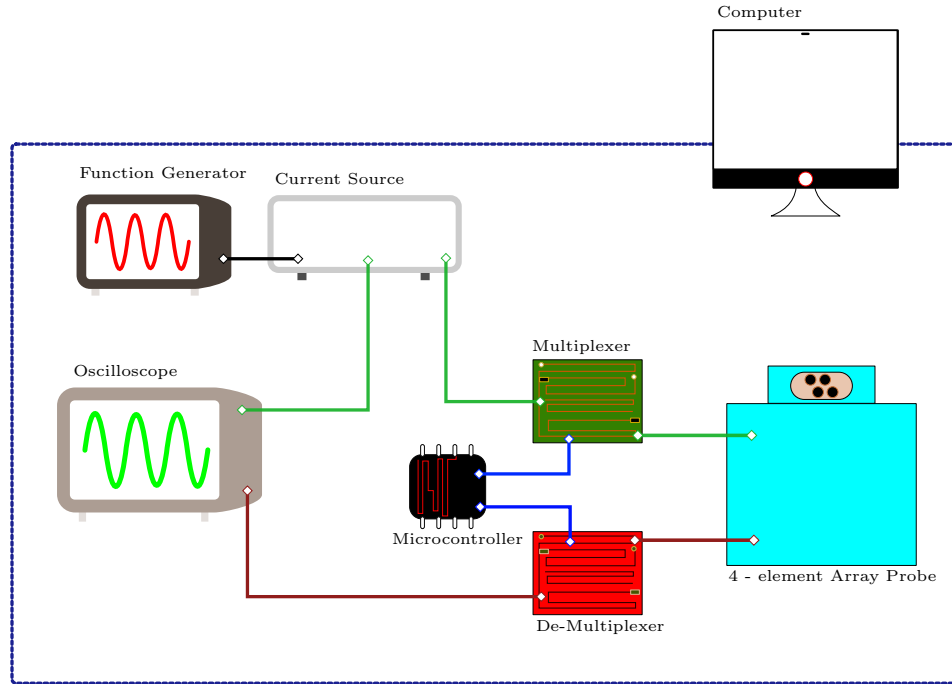 Computer
Function Generator
Current Source
Multiplexer
Oscilloscope
Microcontroller
4 - element Array Probe
De-Multiplexer